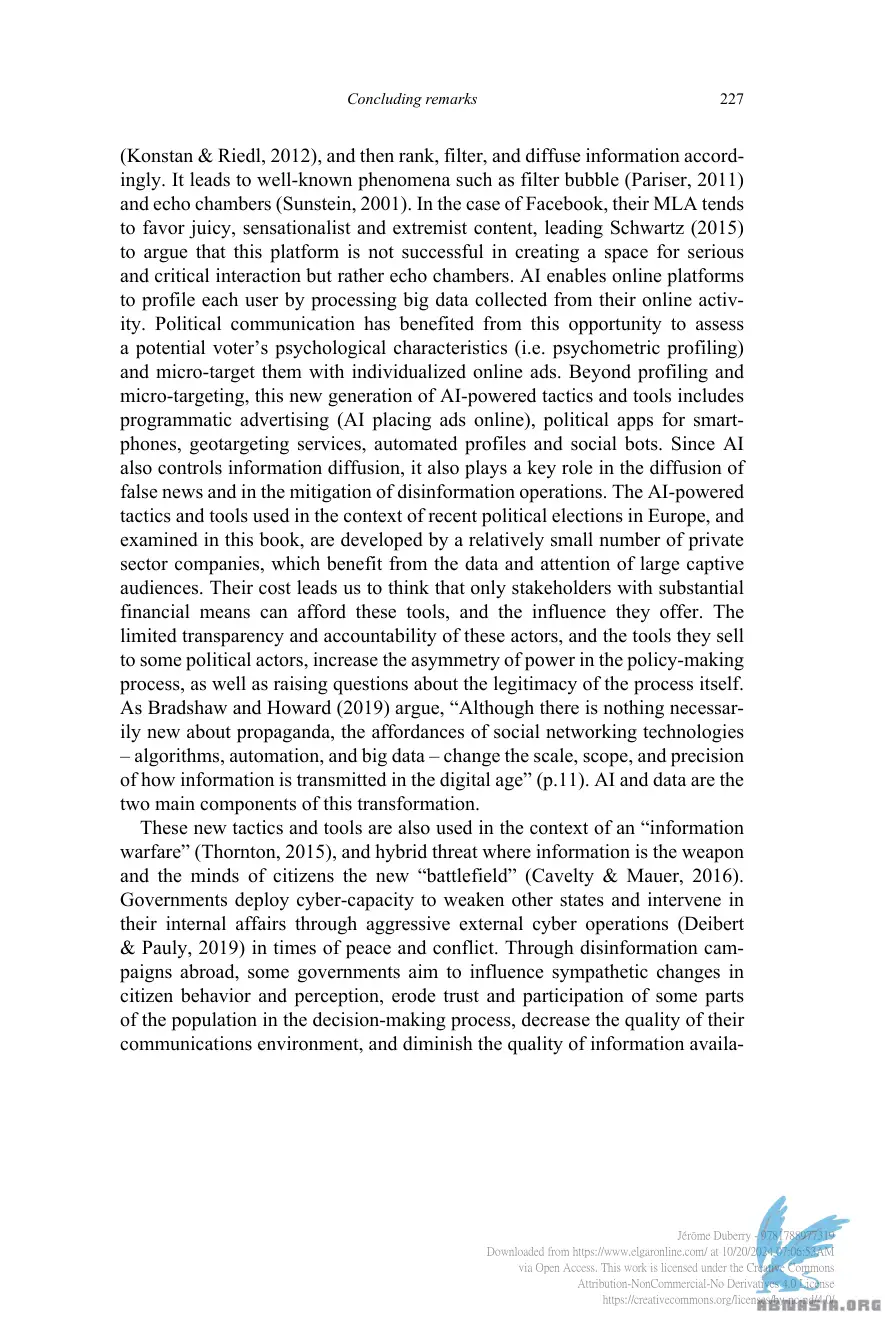 Concluding remarks 227
(Konstan & Riedl, 2012), and then rank, filter, and diffuse information accord-
ingly. It leads to well-known phenomena such as filter bubble (Pariser, 2011)
and echo chambers (Sunstein, 2001). In the case of Facebook, their MLA tends
to favor juicy, sensationalist and extremist content, leading Schwartz (2015)
to argue that this platform is not successful in creating a space for serious
and critical interaction but rather echo chambers. AI enables online platforms
to profile each user by processing big data collected from their online activ-
ity. Political communication has benefited from this opportunity to assess
a potential voter’s psychological characteristics (i.e. psychometric profiling)
and micro-target them with individualized online ads. Beyond profiling and
micro-targeting, this new generation of AI-powered tactics and tools includes
programmatic advertising (AI placing ads online), political apps for smart-
phones, geotargeting services, automated profiles and social bots. Since AI
also controls information diffusion, it also plays a key role in the diffusion of
false news and in the mitigation of disinformation operations. The AI-powered
tactics and tools used in the context of recent political elections in Europe, and
examined in this book, are developed by a relatively small number of private
sector companies, which benefit from the data and attention of large captive
audiences. Their cost leads us to think that only stakeholders with substantial
financial means can afford these tools, and the influence they offer. The
limited transparency and accountability of these actors, and the tools they sell
to some political actors, increase the asymmetry of power in the policy-making
process, as well as raising questions about the legitimacy of the process itself.
As Bradshaw and Howard (2019) argue, “Although there is nothing necessar-
ily new about propaganda, the affordances of social networking technologies
– algorithms, automation, and big data – change the scale, scope, and precision
of how information is transmitted in the digital age” (p.11). AI and data are the
two main components of this transformation.
These new tactics and tools are also used in the context of an “information
warfare” (Thornton, 2015), and hybrid threat where information is the weapon
and the minds of citizens the new “battlefield” (Cavelty & Mauer, 2016).
Governments deploy cyber-capacity to weaken other states and intervene in
their internal affairs through aggressive external cyber operations (Deibert
& Pauly, 2019) in times of peace and conflict. Through disinformation cam-
paigns abroad, some governments aim to influence sympathetic changes in
citizen behavior and perception, erode trust and participation of some parts
of the population in the decision-making process, decrease the quality of their
communications environment, and diminish the quality of information availa-
Jérôme Duberry - 9781788977319
Downloaded from https://www.elgaronline.com/ at 10/20/2024 07:06:53AM
via Open Access. This work is licensed under the Creative Commons
Attribution-NonCommercial-No Derivatives 4.0 License
https://creativecommons.org/licenses/by-nc-nd/4.0/
ABNASIA.ORG